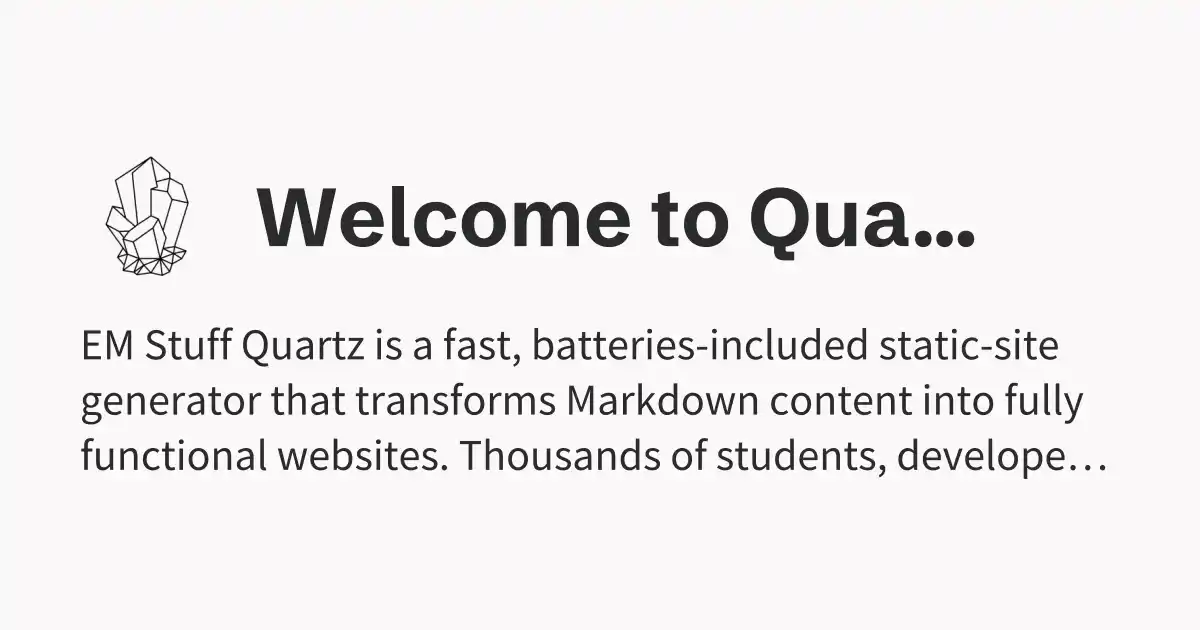 Welcome to Qua...
EM Stuff Quartz is a fast, batteries-included static-site
generator that transforms Markdown content into fully
functional websites. Thousands of students, develope…